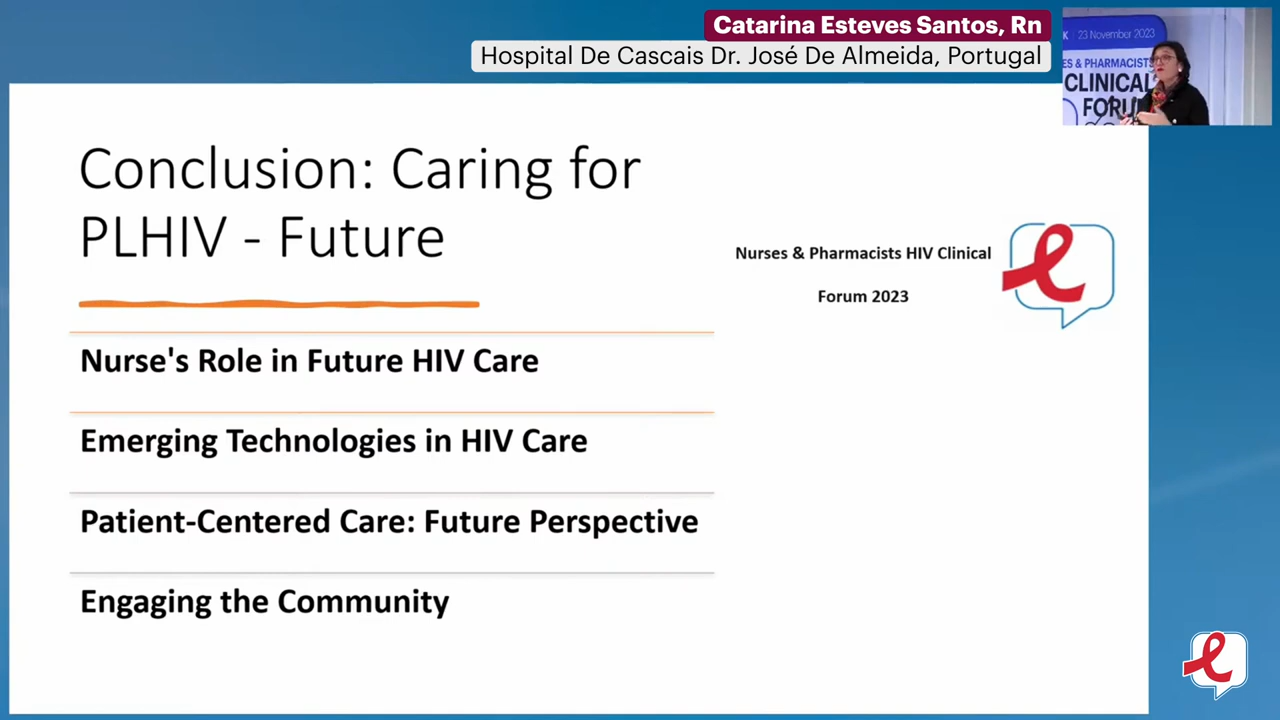 Catarina Esteves Santos, Rn
Hospital De Cascais Dr. José De Almeida, Portugal
23 November 2023
ES & PHARMACISTS
CLINICAL
Conclusion: Caring for
PLHIV - Future
Nurses & Pharmacists HIV Clinical
Forum 2023
Nurse's Role in Future HIV Care
Emerging Technologies in HIV Care
Patient-Centered Care: Future Perspective
Engaging the Community